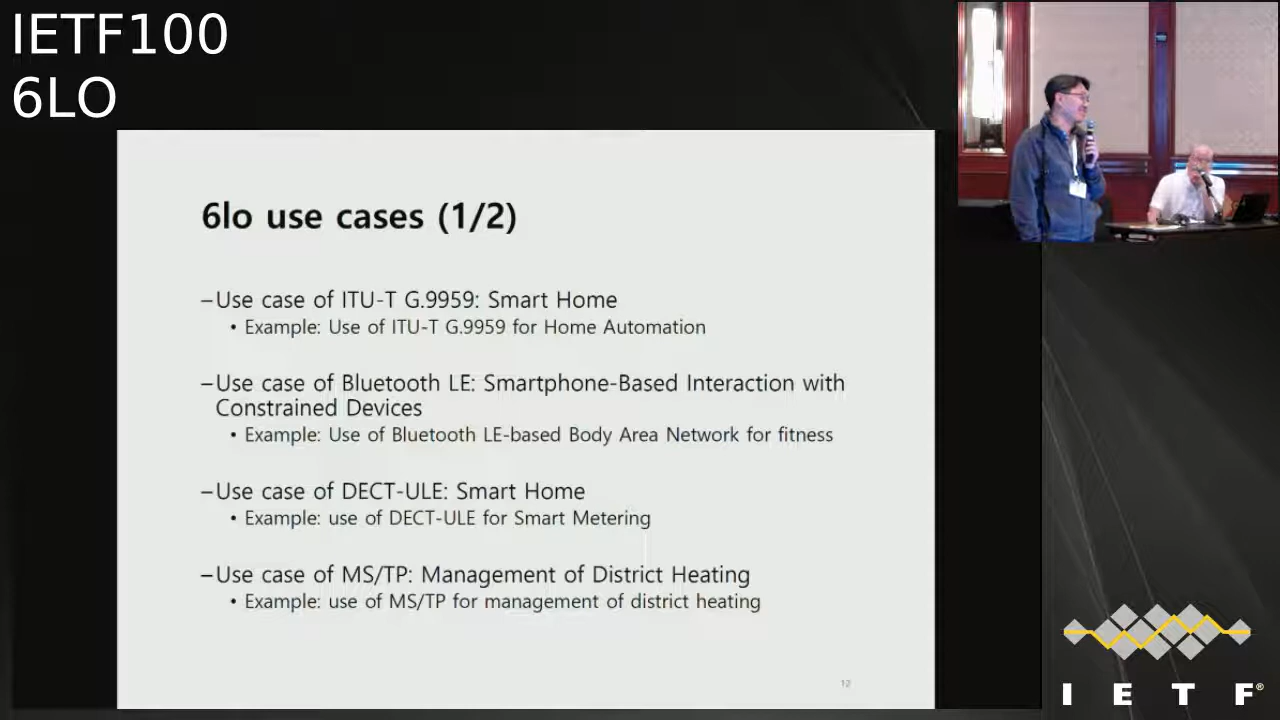 IETF100
6LO
6lo use cases (1/2)
–Use case of ITU-T G.9959: Smart Home
• Example: Use of ITU-T G.9959 for Home Automation
–Use case of Bluetooth LE: Smartphone-Based Interaction with
Constrained Devices
• Example: Use of Bluetooth LE-based Body Area Network for fitness
–Use case of DECT-ULE: Smart Home
• Example: use of DECT-ULE for Smart Metering
–Use case of MS/TP: Management of District Heating
• Example: use of MS/TP for management of district heating
12
I E T F®